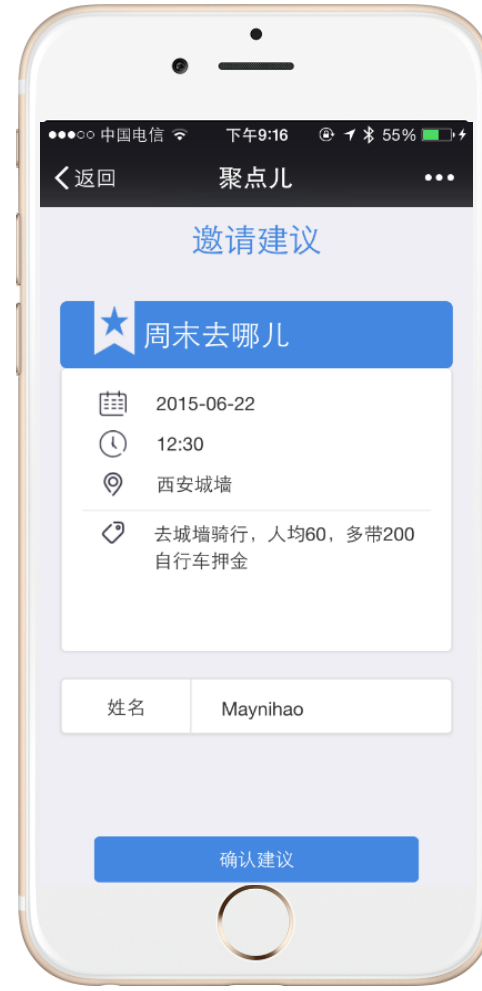 中国电信 下午9:16 55%
返回 聚点儿
邀请建议
周末去哪儿
2015-06-22
12:30
西安城墙
去城墙骑行，人均60，多带200
自行车押金
姓名 Maynihao
确认建议